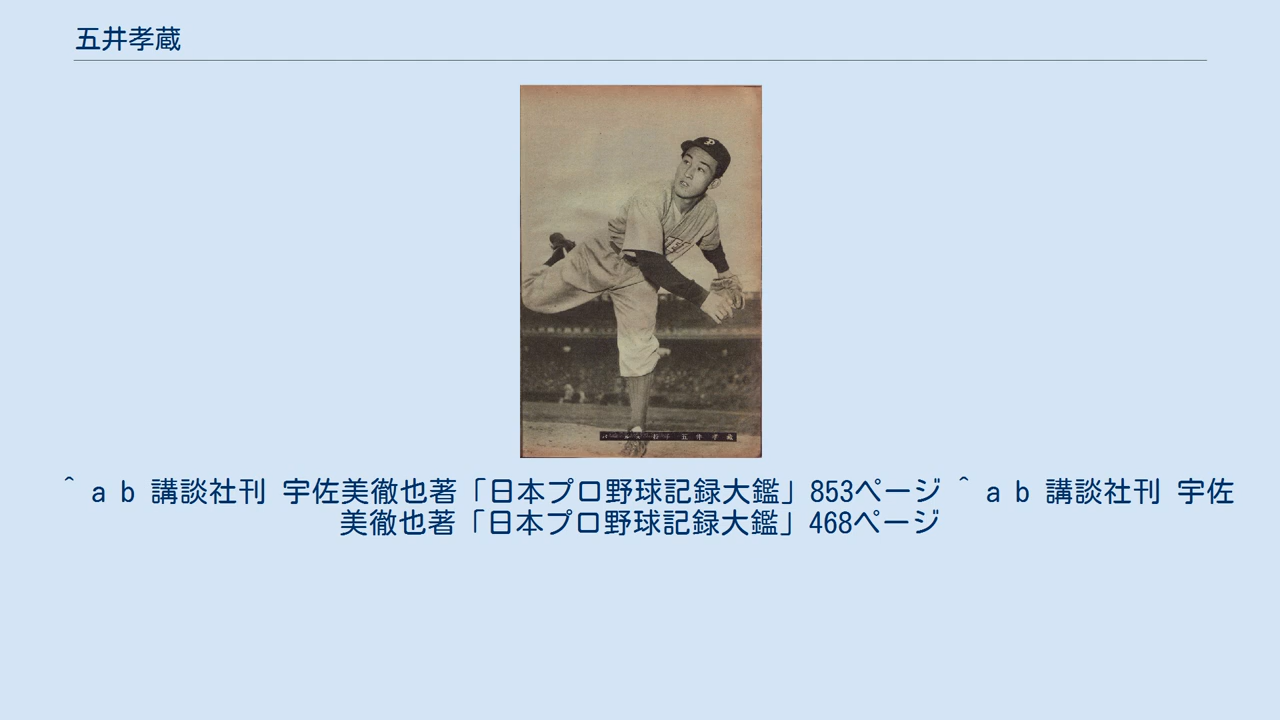 五井孝蔵
^ a b 講談社刊 宇佐美徹也著「日本プロ野球記録大鑑」853ページ ^ a b 講談社刊 宇佐
美徹也著「日本プロ野球記録大鑑」468ページ
P
投手 五井孝蔵